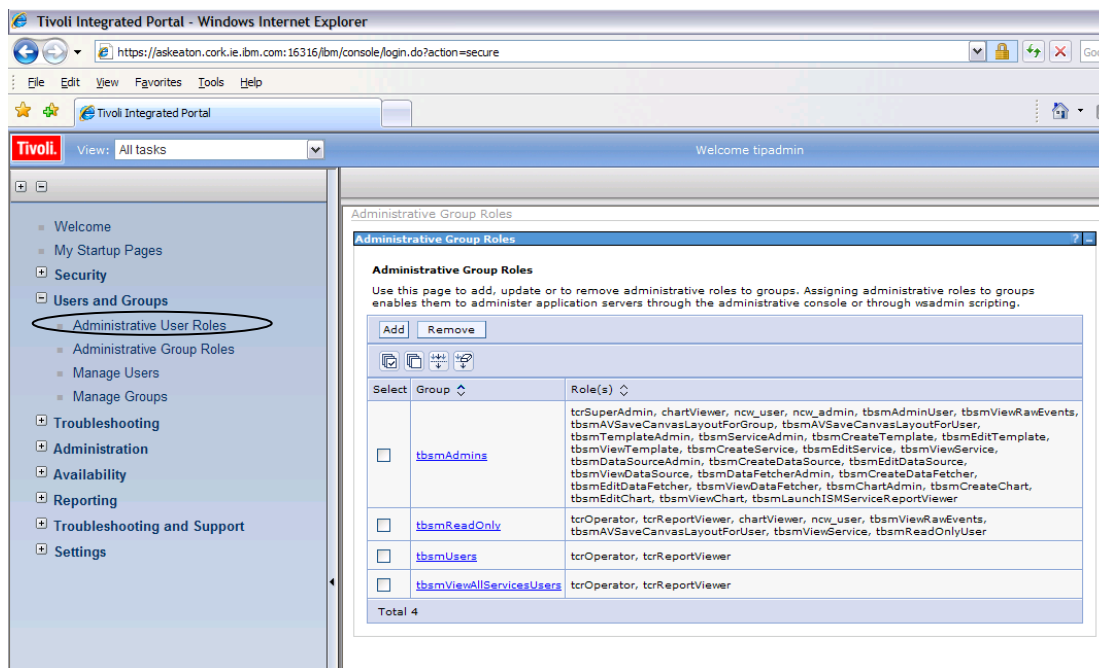 Tivoli Integrated Portal - Windows Internet Explorer
https://askeaton.cork.ie.ibm.com:16316/ibm/console/login.do?action=secure
File Edit View Favorites Tools Help
Tivoli Integrated Portal
Tivoli. View: All tasks Welcome tipadmin
Welcome
My Startup Pages
Security
Users and Groups
Administrative User Roles
Administrative Group Roles
Manage Users
Manage Groups
Troubleshooting
Administration
Availability
Reporting
Troubleshooting and Support
Settings
Administrative Group Roles
Administrative Group Roles ? -
Administrative Group Roles
Use this page to add, update or to remove administrative roles to groups. Assigning administrative roles to groups
enables them to administer application servers through the administrative console or through wsadmin scripting.
Add Remove
Select Group Role(s)
tbsmAdmins
tcrSuperAdmin, chartViewer, ncw_user, ncw_admin, tbsmAdminUser, tbsmViewRawEvents,
tbsmAVSaveCanvasLayoutForGroup, tbsmAVSaveCanvasLayoutForUser,
tbsmTemplateAdmin, tbsmServiceAdmin, tbsmCreateTemplate, tbsmEditTemplate,
tbsmViewTemplate, tbsmCreateService, tbsmEditService, tbsmViewService,
tbsmDataSourceAdmin, tbsmCreateDataSource, tbsmEditDataSource,
tbsmViewDataSource, tbsmDataFetcherAdmin, tbsmCreateDataFetcher,
tbsmEditDataFetcher, tbsmViewDataFetcher, tbsmChartAdmin, tbsmCreateChart,
tbsmEditChart, tbsmViewChart, tbsmLaunchISMServiceReportViewer
tbsmReadOnly
tcrOperator, tcrReportViewer, chartViewer, ncw_user, tbsmViewRawEvents,
tbsmAVSaveCanvasLayoutForUser, tbsmViewService, tbsmReadOnlyUser
tbsmUsers tcrOperator, tcrReportViewer
tbsmViewAllServicesUsers tcrOperator, tcrReportViewer
Total 4